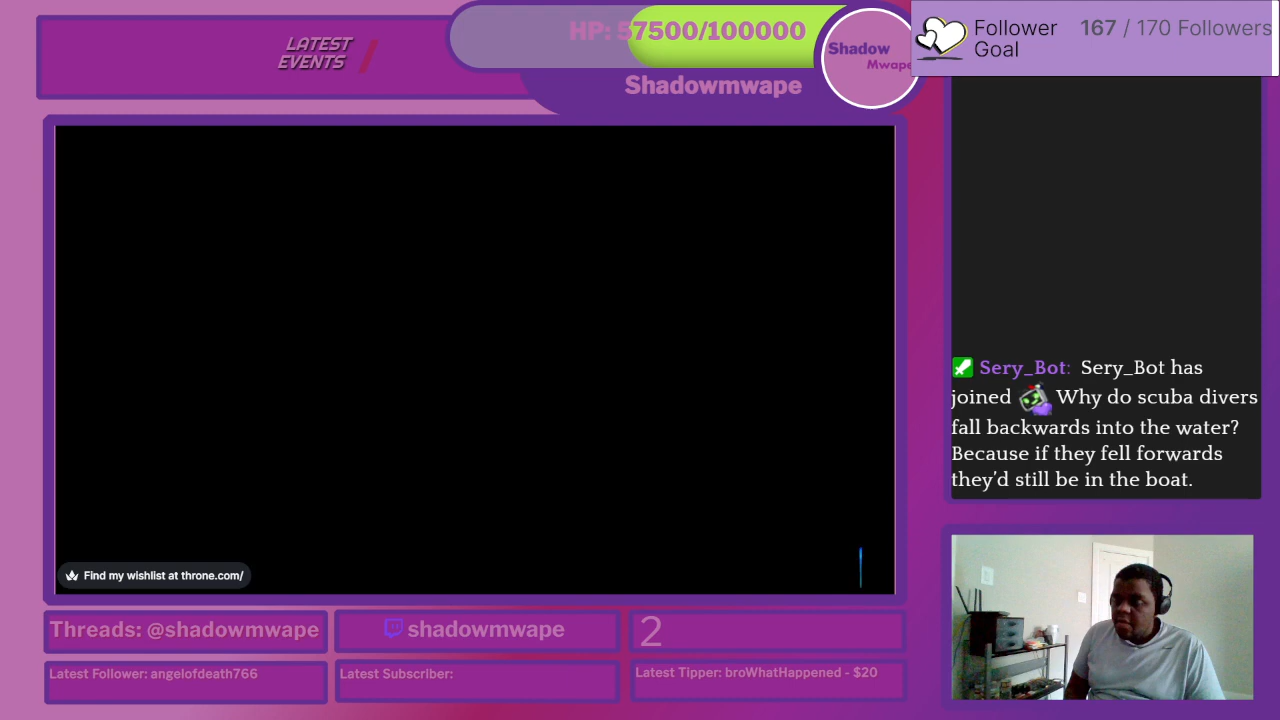 LATEST
EVENTS
HP: 57500/100000
Shadowmwape
Shadow
Mwape
Follower
Goal
167 / 170 Followers
Sery_Bot: Sery_Bot has
joined Why do scuba divers
fall backwards into the water?
Because if they fell forwards
they'd still be in the boat.
Find my wishlist at throne.com/
Threads: @shadowmwape
shadowmwape
2
Latest Follower: angelofdeath766
Latest Subscriber:
Latest Tipper: broWhatHappened - $20